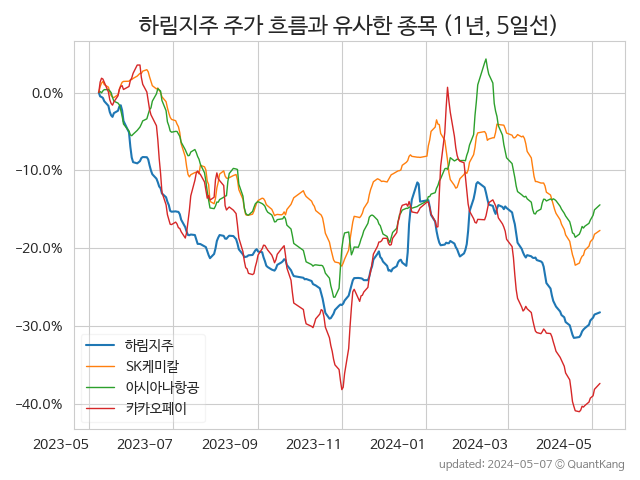 하림지주 주가 흐름과 유사한 종목 (1년, 5일선)
0.0%
-10.0%
-20.0%
-30.0%
-40.0%
하림지주
SK케미칼
아시아나항공
카카오페이
2023-05 2023-07 2023-09 2023-11 2024-01 2024-03 2024-05
updated: 2024-05-07 © QuantKang